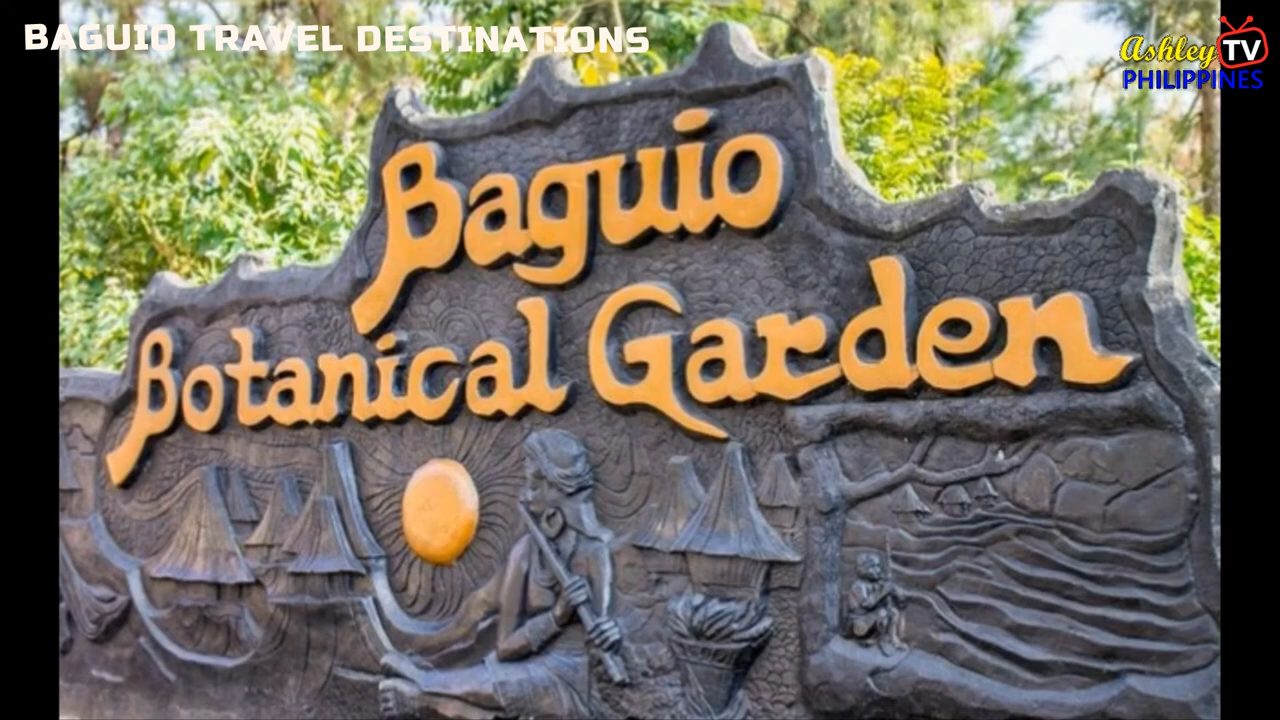 BAGUIO TRAVEL DESTINATIONS
Ashley TV
PHILIPPINES
Baguio
Botanical Garden